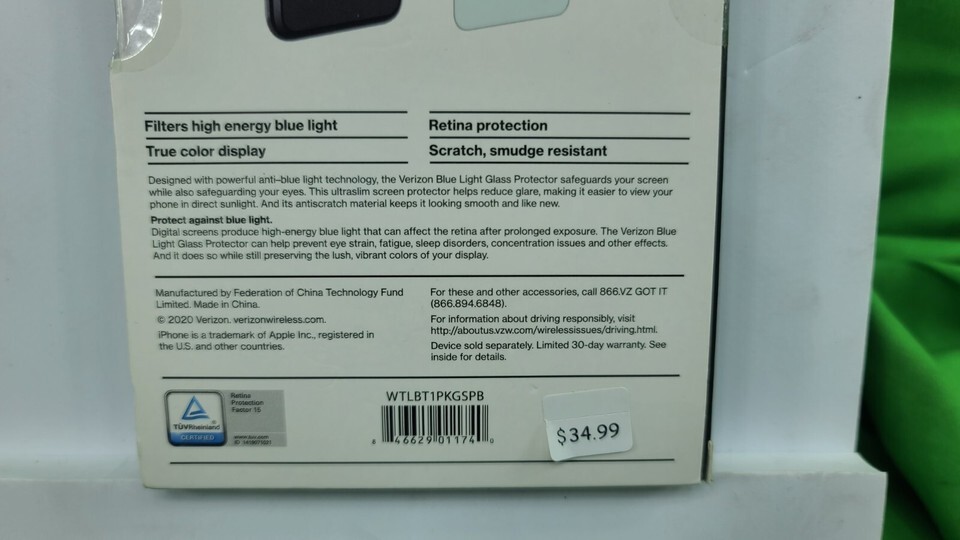 Filters high energy blue light
True color display
Retina protection
Scratch, smudge resistant
Designed with powerful anti-blue light technology, the Verizon Blue Light Glass Protector safeguards your screen
while also safeguarding your eyes. This ultraslim screen protector helps reduce glare, making it easier to view your
phone in direct sunlight. And its antiscratch material keeps it looking smooth and like new.
Protect against blue light.
Digital screens produce high-energy blue light that can affect the retina after prolonged exposure. The Verizon Blue
Light Glass Protector can help prevent eye strain, fatigue, sleep disorders, concentration issues and other effects.
And it does so while still preserving the lush, vibrant colors of your display.
Manufactured by Federation of China Technology Fund
Limited. Made in China.
© 2020 Verizon. verizonwireless.com.
iPhone is a trademark of Apple Inc., registered in
the U.S. and other countries.
For these and other accessories, call 866.VZ GOT IT
(866.894.6848).
For information about driving responsibly, visit
http://aboutus.vzw.com/wirelessissues/driving.html.
Device sold separately. Limited 30-day warranty. See
inside for details.
TÜVRheinland
CERTIFIED
Retina
Protection
Factor 15
WTLBT1PKGSPB
8 46629 01174 0
$34.99